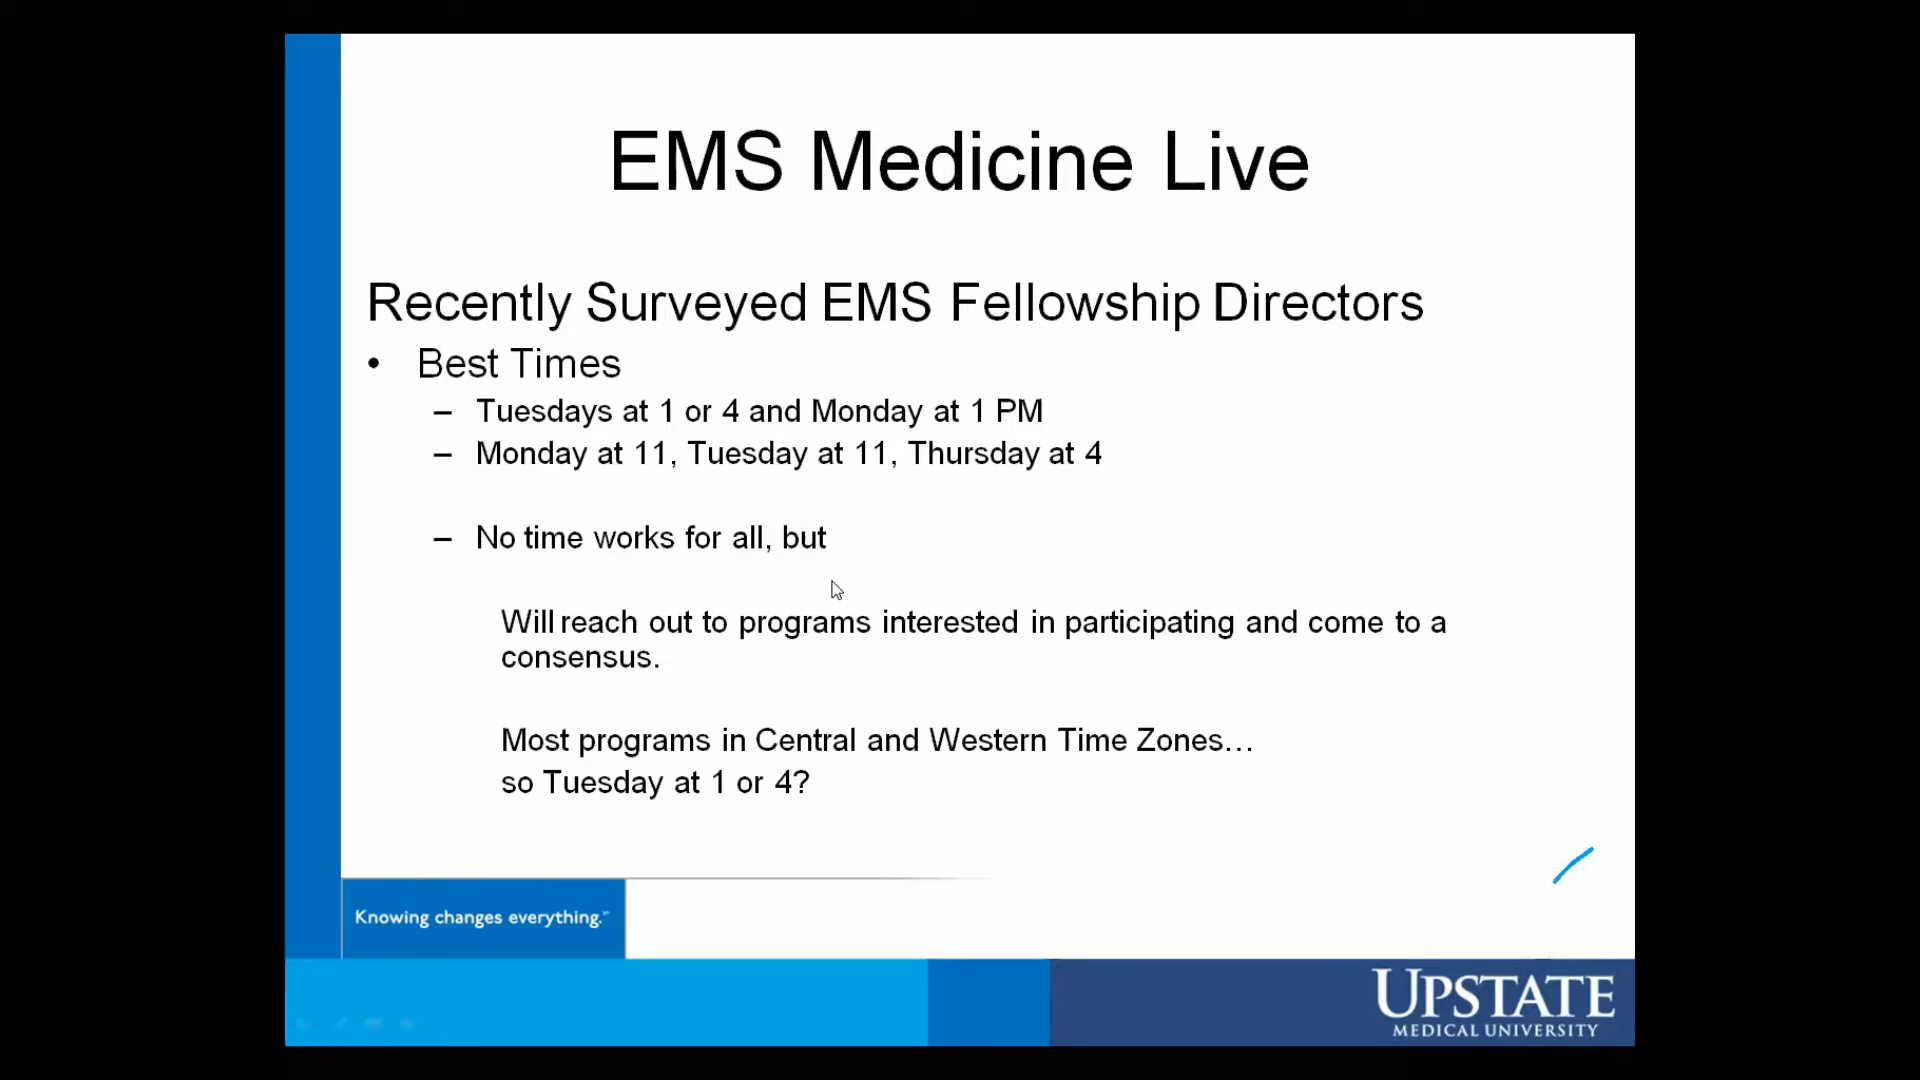 EMS Medicine Live
Recently Surveyed EMS Fellowship Directors
• Best Times
– Tuesdays at 1 or 4 and Monday at 1 PM
– Monday at 11, Tuesday at 11, Thursday at 4
– No time works for all, but
Will reach out to programs interested in participating and come to a
consensus.
Most programs in Central and Western Time Zones...
so Tuesday at 1 or 4?
Knowing changes everything.℠
UPSTATE
MEDICAL UNIVERSITY